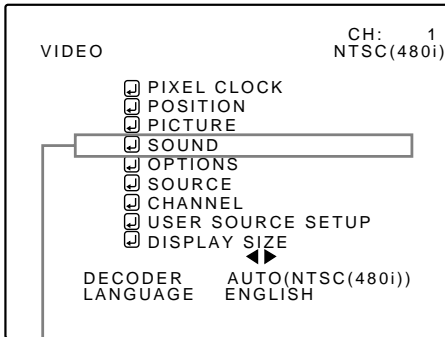 CH: 1
VIDEO NTSC(480i)
PIXEL CLOCK
POSITION
PICTURE
SOUND
OPTIONS
SOURCE
CHANNEL
USER SOURCE SETUP
DISPLAY SIZE
DECODER AUTO(NTSC(480i))
LANGUAGE ENGLISH